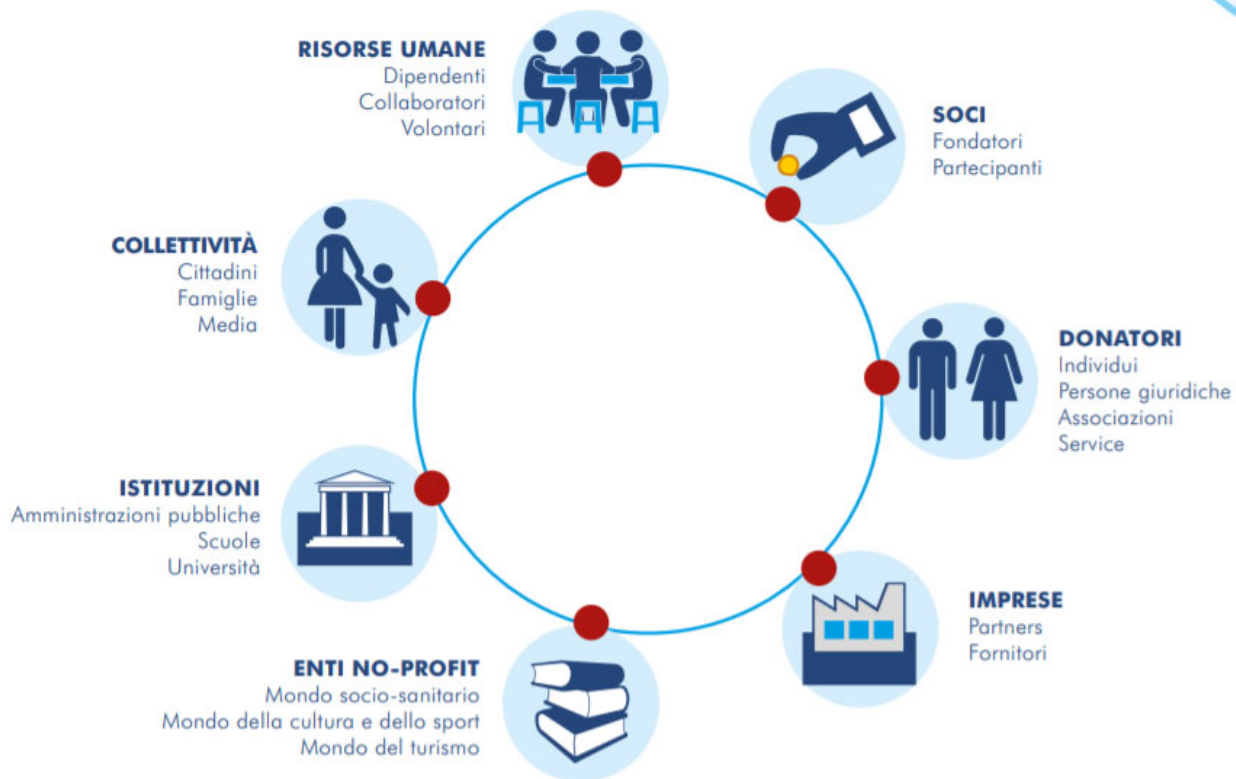 RISORSE UMANE
Dipendenti
Collaboratori
Volontari
SOCI
Fondatori
Partecipanti
COLLETTIVITÀ
Cittadini
Famiglie
Media
DONATORI
Individui
Persone giuridiche
Associazioni
Service
ISTITUZIONI
Amministrazioni pubbliche
Scuole
Università
IMPRESE
Partners
Fornitori
ENTI NO-PROFIT
Mondo socio-sanitario
Mondo della cultura e dello sport
Mondo del turismo